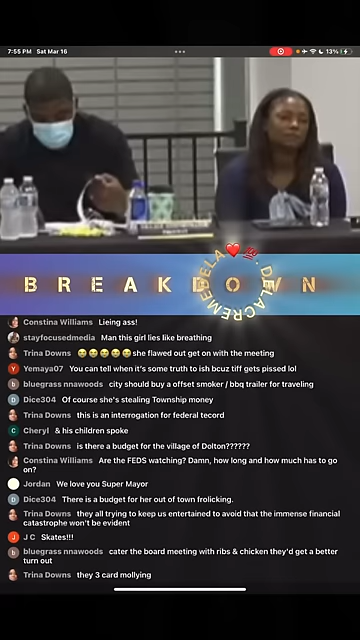 7:55 PM Sat Mar 16
13%
BREAKDOWN
DELACREMEDELA
DELACREME
Constina Williams Lieing ass!
stayfocusedmedia Man this girl lies like breathing
Trina Downs 😂😂😂😂😂she flawed out get on with the meeting
Yemaya07 You can tell when it's some truth to ish bcuz tiff gets pissed lol
bluegrass nnawoods city should buy a offset smoker / bbq trailer for traveling
Dice304 Of course she's stealing Township money
Trina Downs this is an interrogation for federal tecord
Cheryl & his children spoke
Trina Downs is there a budget for the village of Dolton??????
Constina Williams Are the FEDS watching? Damn, how long and how much has to go
on?
Jordan We love you Super Mayor
Dice304 There is a budget for her out of town frolicking.
Trina Downs they all trying to keep us entertained to avoid that the immense financial
catastrophe won't be evident
J C Skates!!!
bluegrass nnawoods cater the board meeting with ribs & chicken they'd get a better
turn out
Trina Downs they 3 card mollying